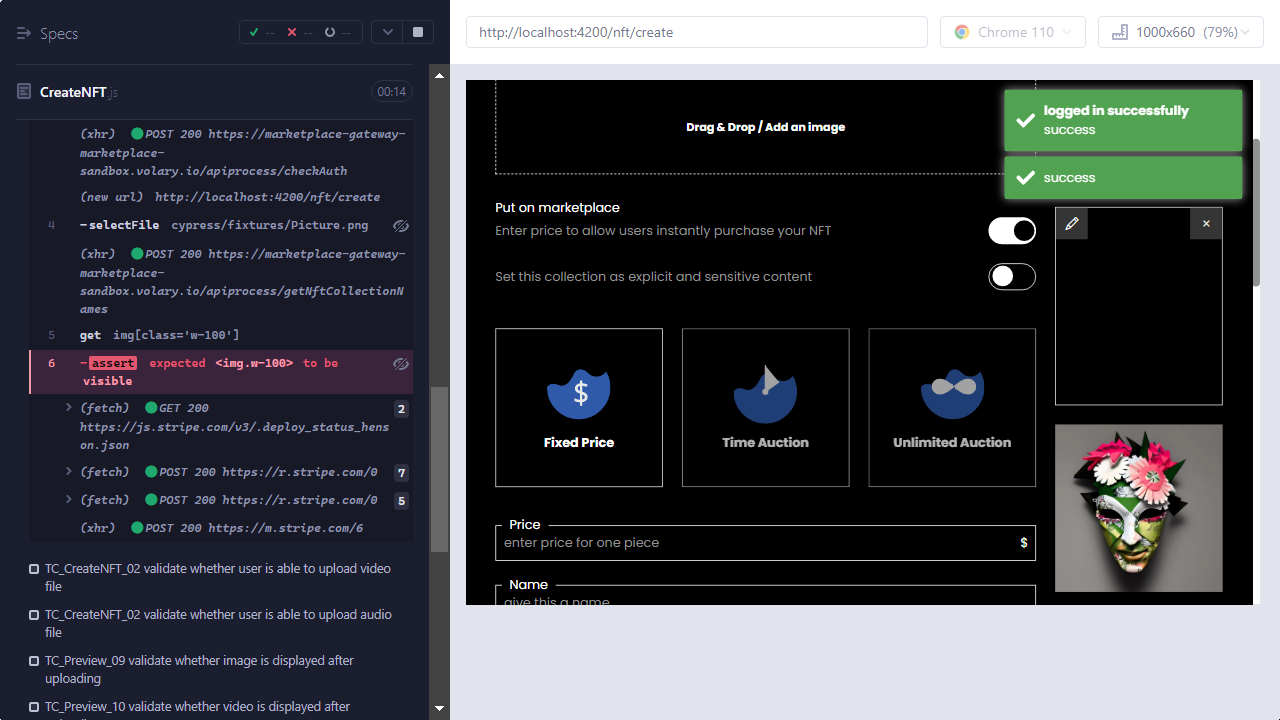 Specs
-- -- --
http://localhost:4200/nft/create
Chrome 110
1000x660 (79%)
CreateNFT.js
00:14
(xhr) POST 200 https://marketplace-gateway-
marketplace-
sandbox.volary.io/apiprocess/checkAuth
(new url) http://localhost:4200/nft/create
4 -selectFile cypress/fixtures/Picture.png
(xhr) POST 200 https://marketplace-gateway-
marketplace-
sandbox.volary.io/apiprocess/getNftCollectionN
ames
5 get img[class='w-100']
6 -assert expected <img.w-100> to be
visible
(fetch) GET 200 2
https://js.stripe.com/v3/.deploy_status_hens
on.json
(fetch) POST 200 https://r.stripe.com/0 7
(fetch) POST 200 https://r.stripe.com/0 5
(xhr) POST 200 https://m.stripe.com/6
TC_CreateNFT_02 validate whether user is able to upload video
file
TC_CreateNFT_02 validate whether user is able to upload audio
file
TC_Preview_09 validate whether image is displayed after
uploading
TC_Preview_10 validate whether video is displayed after
Drag & Drop / Add an image
logged in successfully
success
success
Put on marketplace
Enter price to allow users instantly purchase your NFT
Set this collection as explicit and sensitive content
$
Fixed Price
Time Auction
Unlimited Auction
Price
enter price for one piece $
Name
give this a name